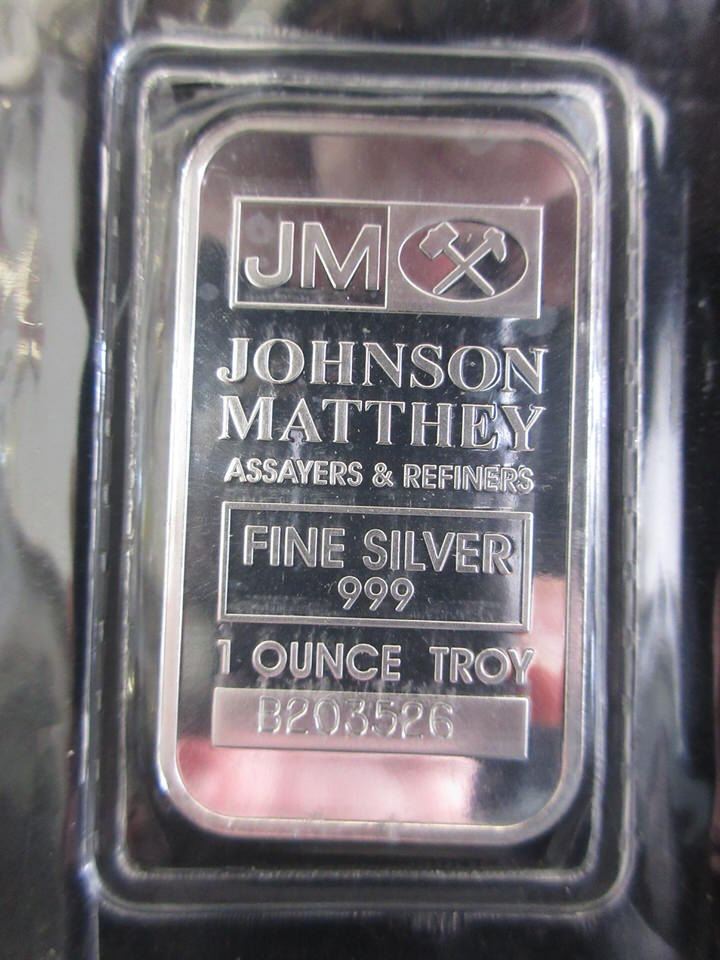 JM
JOHNSON
MATTHEY
ASSAYERS & REFINERS
FINE SILVER
999
1 OUNCE TROY
B203526